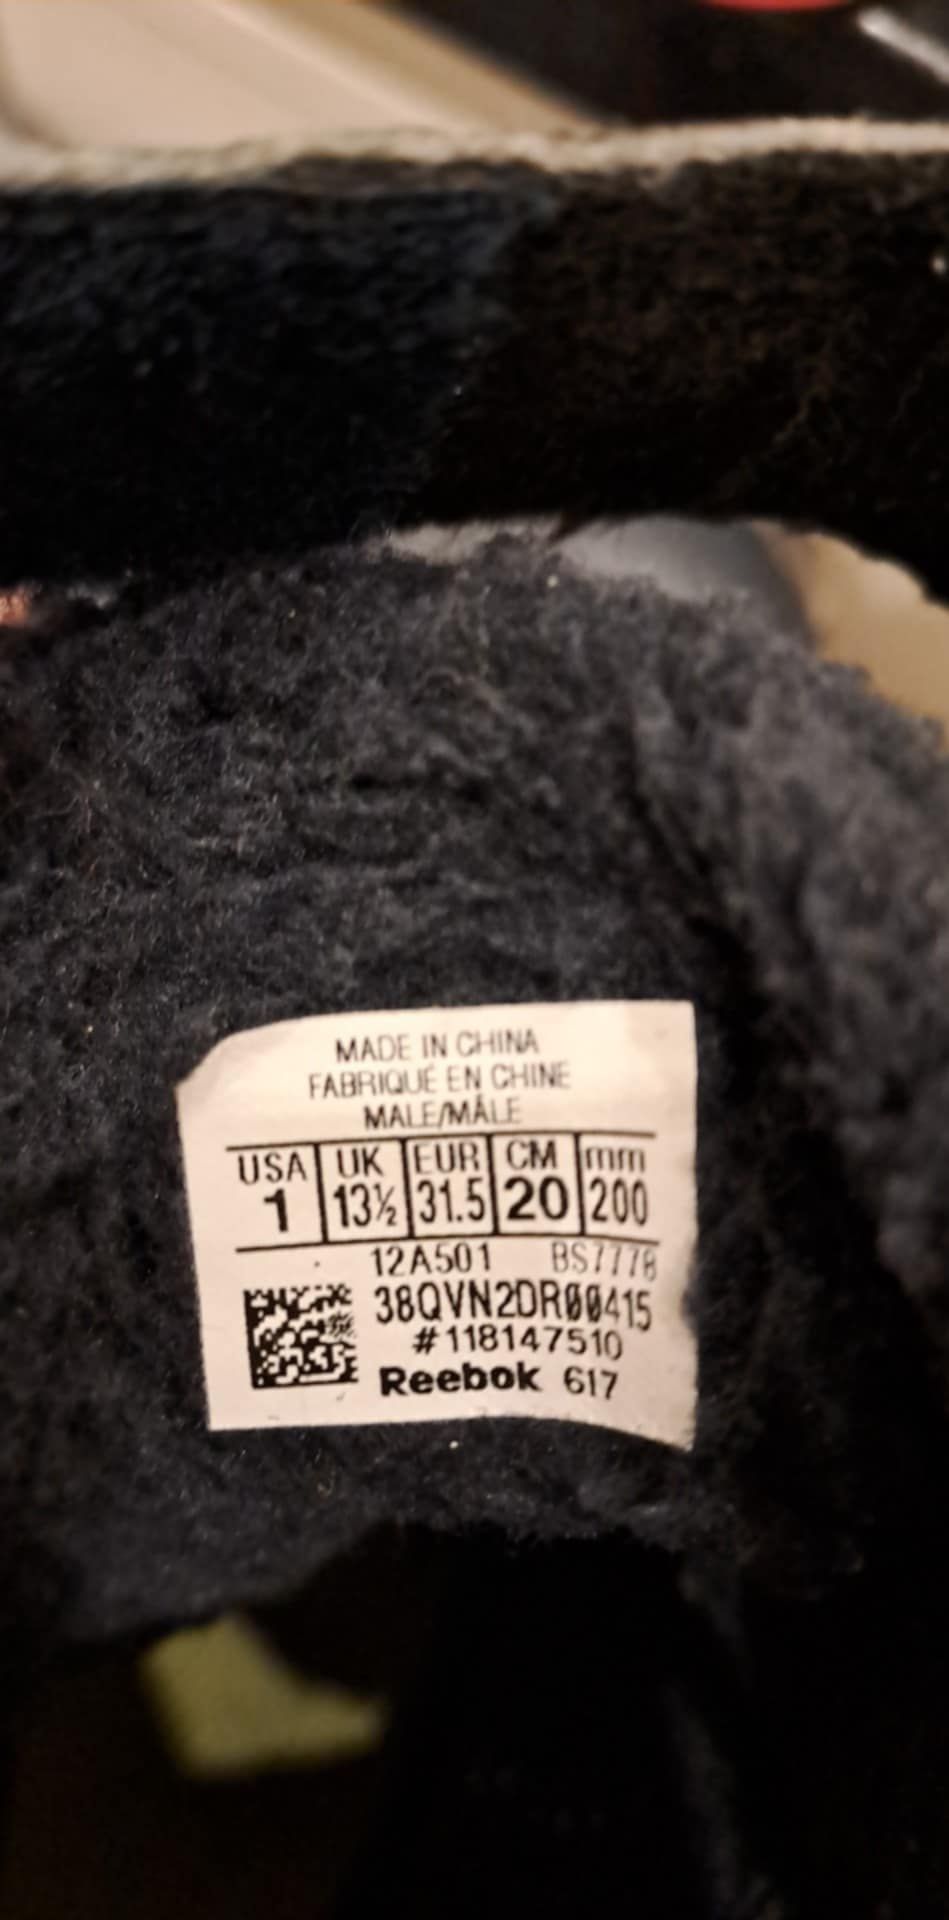 MADE IN CHINA
FABRIQUÉ EN CHINE
MALE/MÂLE
USA UK EUR CM mm
1 13½ 31.5 20 200
12A501 BS7778
38QVN2DR00415
#118147510
Reebok 617